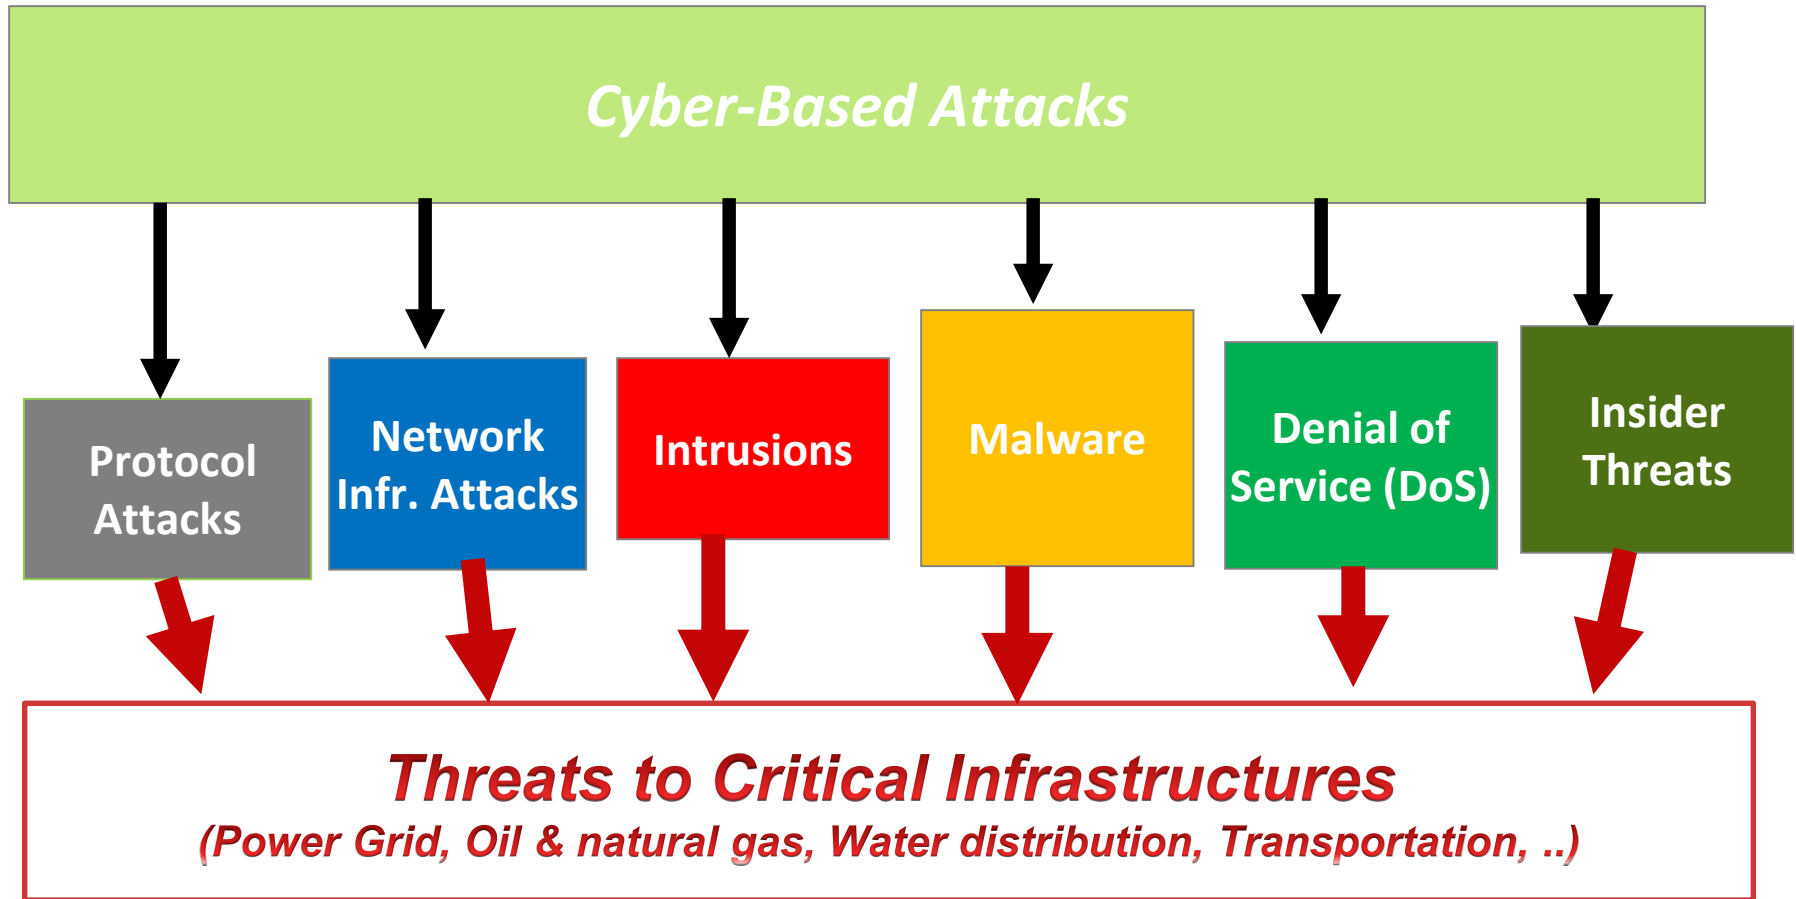 Cyber-Based Attacks
Protocol
Attacks
Network
Infr. Attacks
Intrusions
Malware
Denial of
Service (DoS)
Insider
Threats
Threats to Critical Infrastructures
(Power Grid, Oil & natural gas, Water distribution, Transportation, ..)